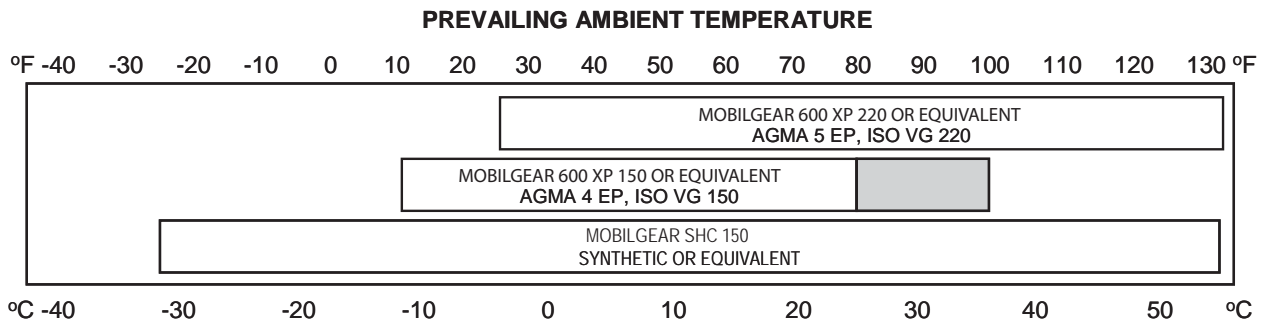 PREVAILING AMBIENT TEMPERATURE
ºF -40 -30 -20 -10 0 10 20 30 40 50 60 70 80 90 100 110 120 130 ºF
MOBILGEAR 600 XP 220 OR EQUIVALENT
AGMA 5 EP, ISO VG 220
MOBILGEAR 600 XP 150 OR EQUIVALENT
AGMA 4 EP, ISO VG 150
MOBILGEAR SHC 150
SYNTHETIC OR EQUIVALENT
ºC -40 -30 -20 -10 0 10 20 30 40 50 ºC